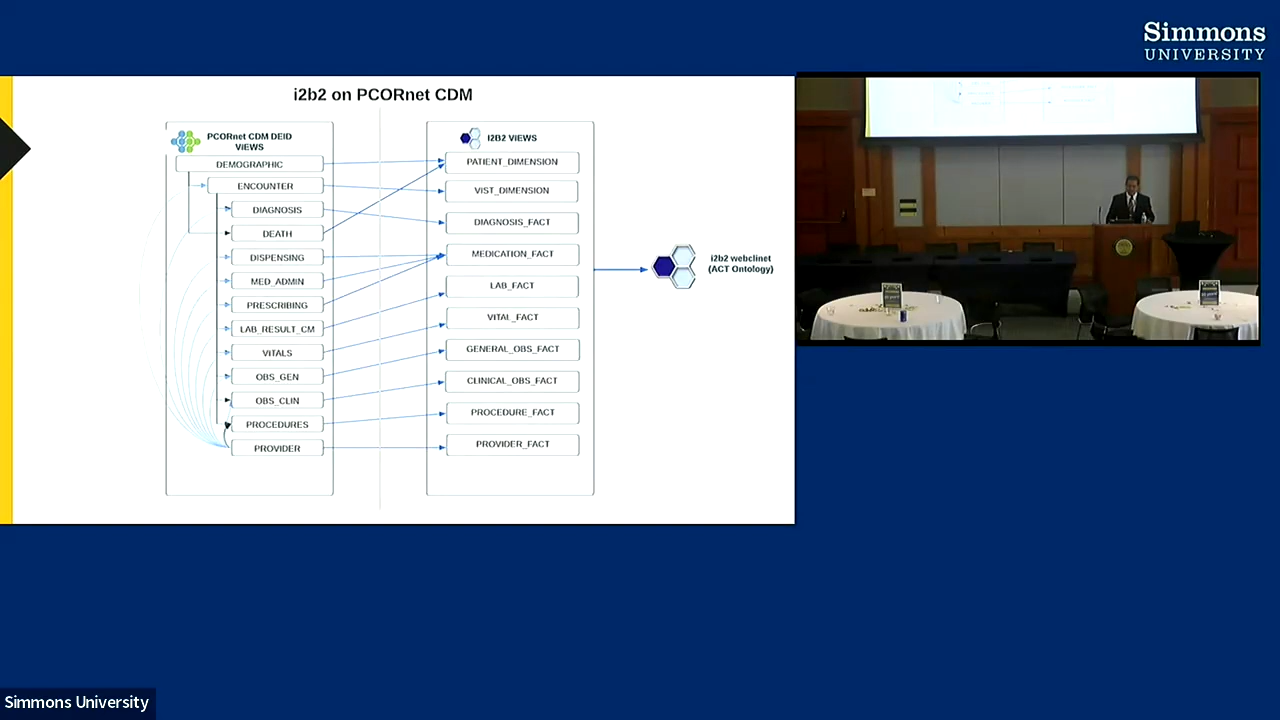 Simmons
UNIVERSITY
i2b2 on PCORnet CDM
PCORnet CDM DEID
VIEWS
DEMOGRAPHIC
ENCOUNTER
DIAGNOSIS
DEATH
DISPENSING
MED_ADMIN
PRESCRIBING
LAB_RESULT_CM
VITALS
OBS_GEN
OBS_CLIN
PROCEDURES
PROVIDER
I2B2 VIEWS
PATIENT_DIMENSION
VIST_DIMENSION
DIAGNOSIS_FACT
MEDICATION_FACT
LAB_FACT
VITAL_FACT
GENERAL_OBS_FACT
CLINICAL_OBS_FACT
PROCEDURE_FACT
PROVIDER_FACT
i2b2 webclinet
(ACT Ontology)
Simmons University